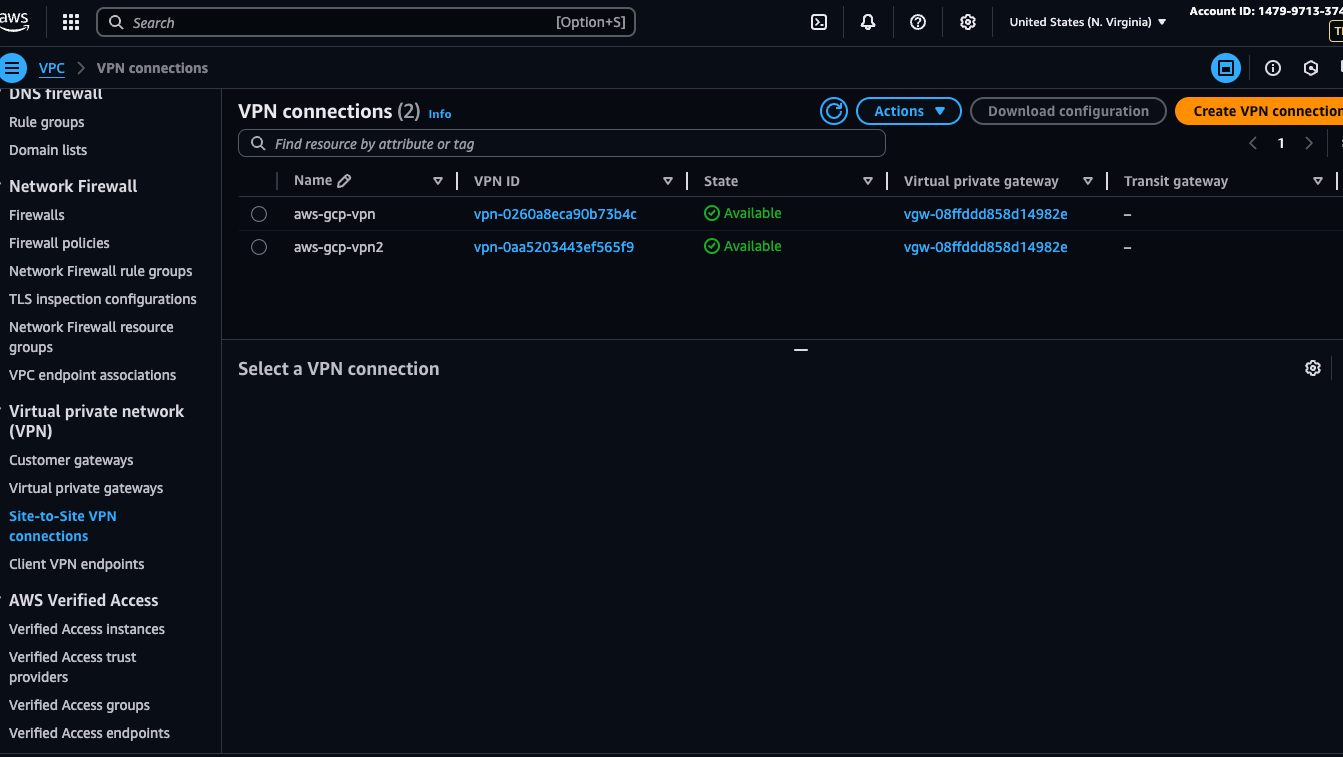 aws
Search
[Option+S]
United States (N. Virginia)
Account ID: 1479-9713-374
VPC
VPN connections
DNS firewall
Rule groups
Domain lists
Network Firewall
Firewalls
Firewall policies
Network Firewall rule groups
TLS inspection configurations
Network Firewall resource
groups
VPC endpoint associations
Virtual private network
(VPN)
Customer gateways
Virtual private gateways
Site-to-Site VPN
connections
Client VPN endpoints
AWS Verified Access
Verified Access instances
Verified Access trust
providers
Verified Access groups
Verified Access endpoints
VPN connections (2) Info
Actions
Download configuration
Create VPN connection
Find resource by attribute or tag
1
Name VPN ID State Virtual private gateway Transit gateway
aws-gcp-vpn vpn-0260a8eca90b73b4c Available vgw-08ffddd858d14982e –
aws-gcp-vpn2 vpn-0aa5203443ef565f9 Available vgw-08ffddd858d14982e –
Select a VPN connection